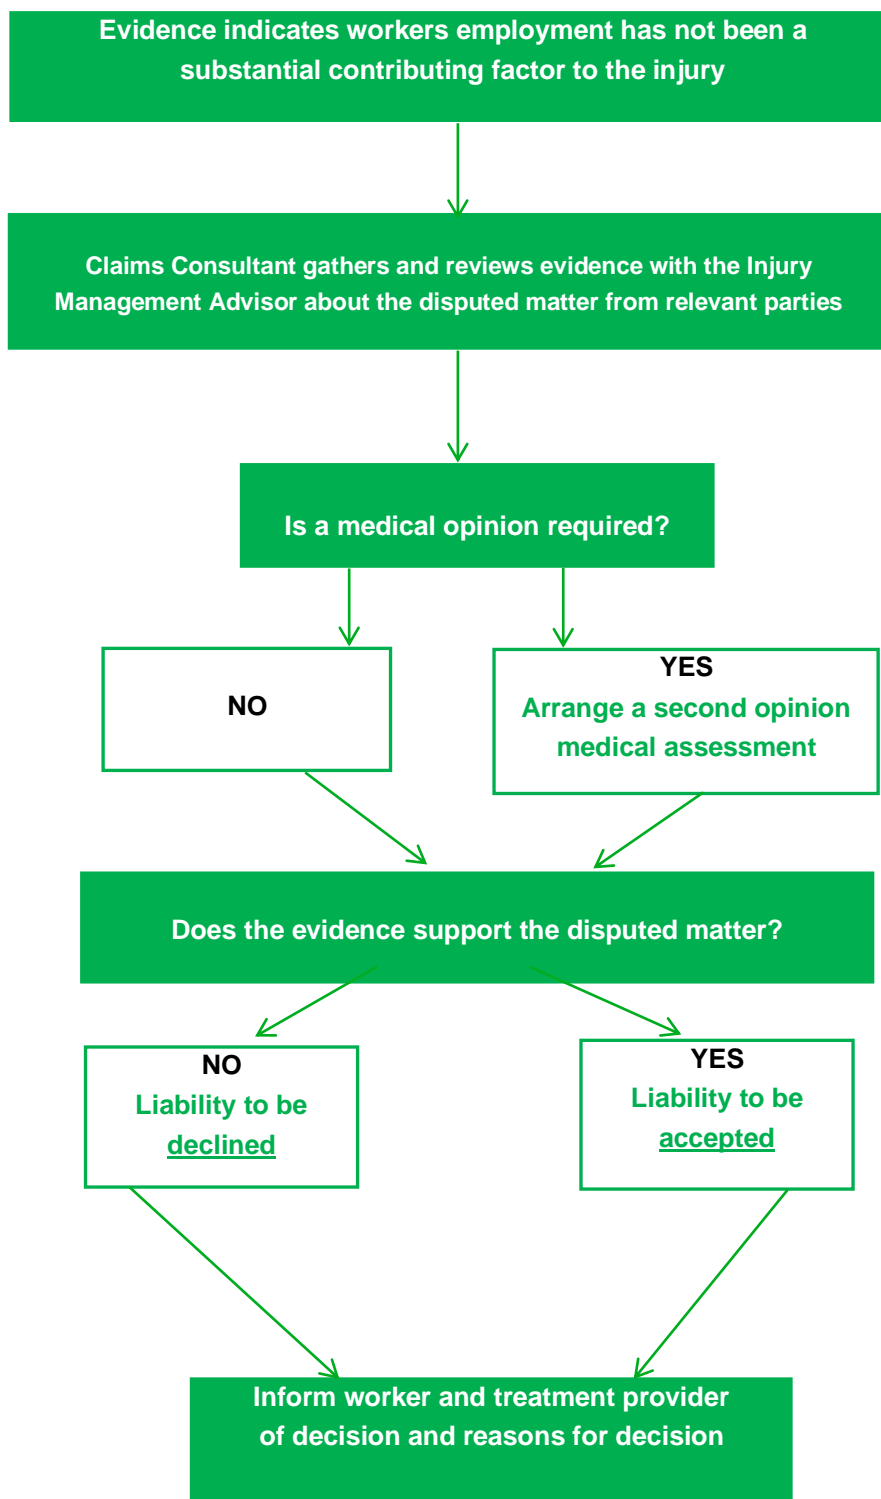 Evidence indicates workers employment has not been a
substantial contributing factor to the injury
Claims Consultant gathers and reviews evidence with the Injury
Management Advisor about the disputed matter from relevant parties
Is a medical opinion required?
NO
YES
Arrange a second opinion
medical assessment
Does the evidence support the disputed matter?
NO
Liability to be
declined
YES
Liability to be
accepted
Inform worker and treatment provider
of decision and reasons for decision